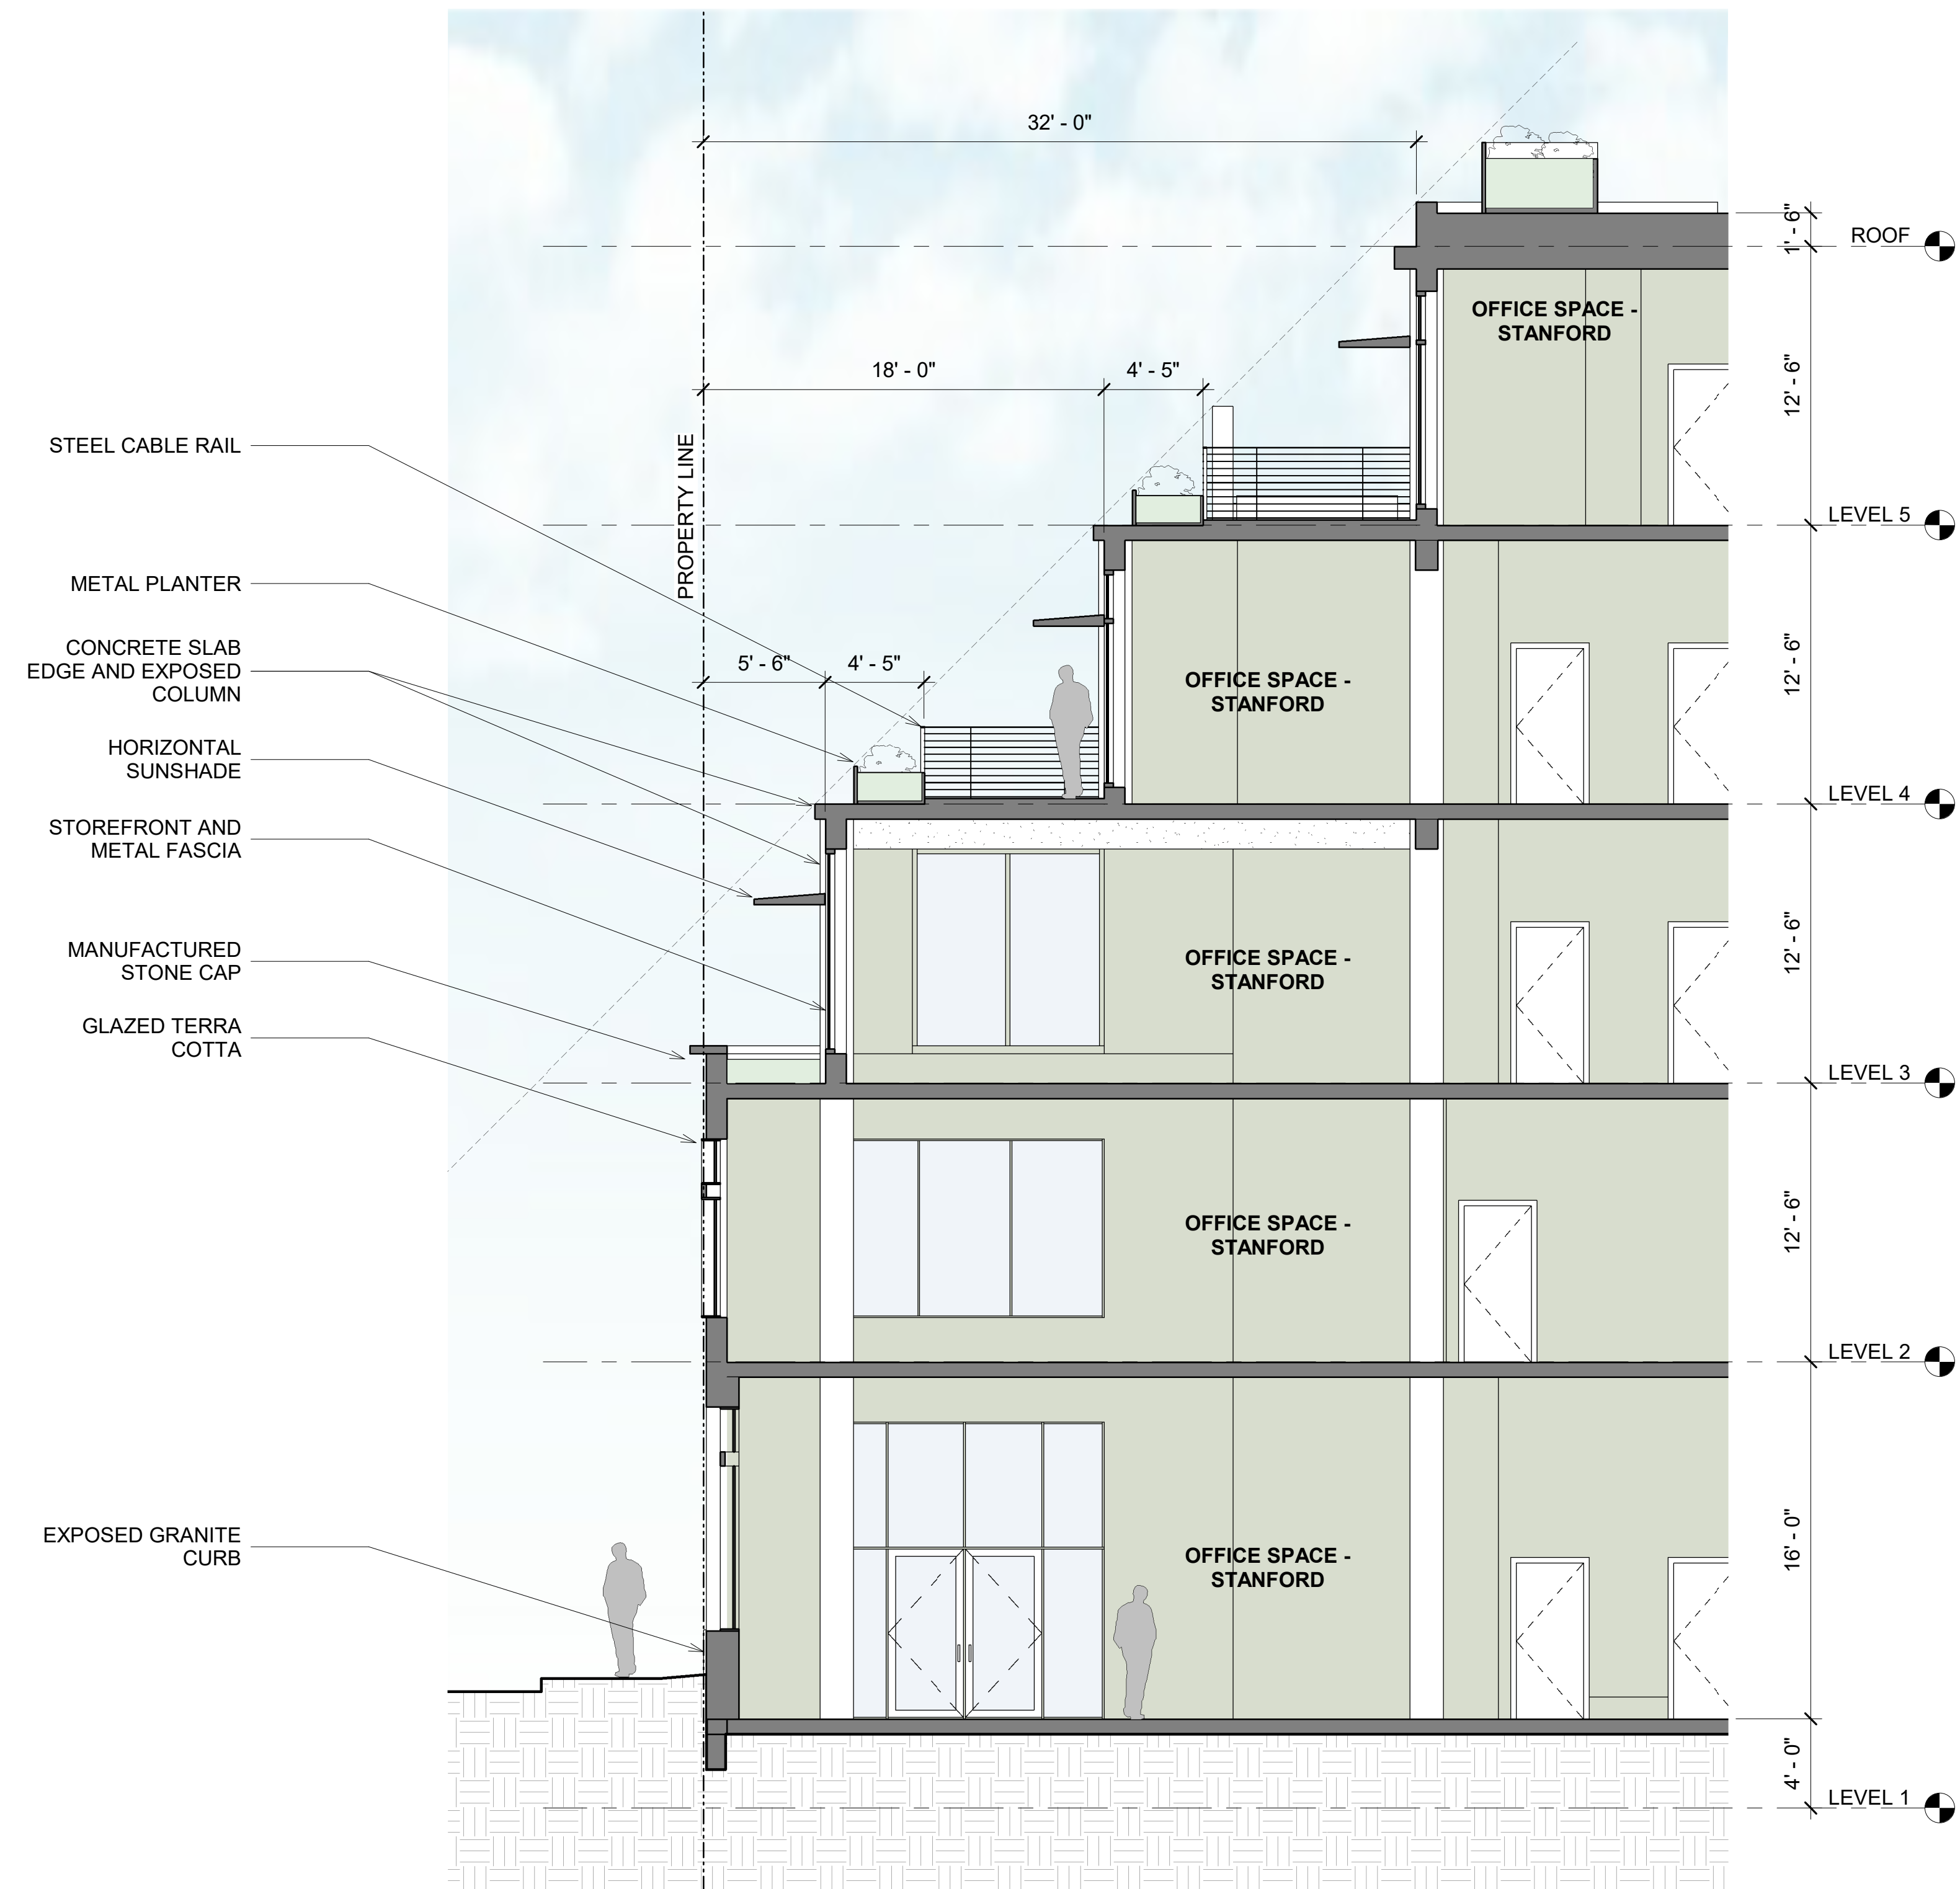 32' - 0"
1' - 6"
ROOF
OFFICE SPACE -
STANFORD
12' - 6"
18' - 0"
4' - 5"
STEEL CABLE RAIL
PROPERTY LINE
LEVEL 5
METAL PLANTER
CONCRETE SLAB
EDGE AND EXPOSED
COLUMN
5' - 6"
4' - 5"
OFFICE SPACE -
STANFORD
12' - 6"
HORIZONTAL
SUNSHADE
LEVEL 4
STOREFRONT AND
METAL FASCIA
MANUFACTURED
STONE CAP
OFFICE SPACE -
STANFORD
12' - 6"
GLAZED TERRA
COTTA
LEVEL 3
OFFICE SPACE -
STANFORD
12' - 6"
LEVEL 2
EXPOSED GRANITE
CURB
OFFICE SPACE -
STANFORD
16' - 0"
4' - 0"
LEVEL 1